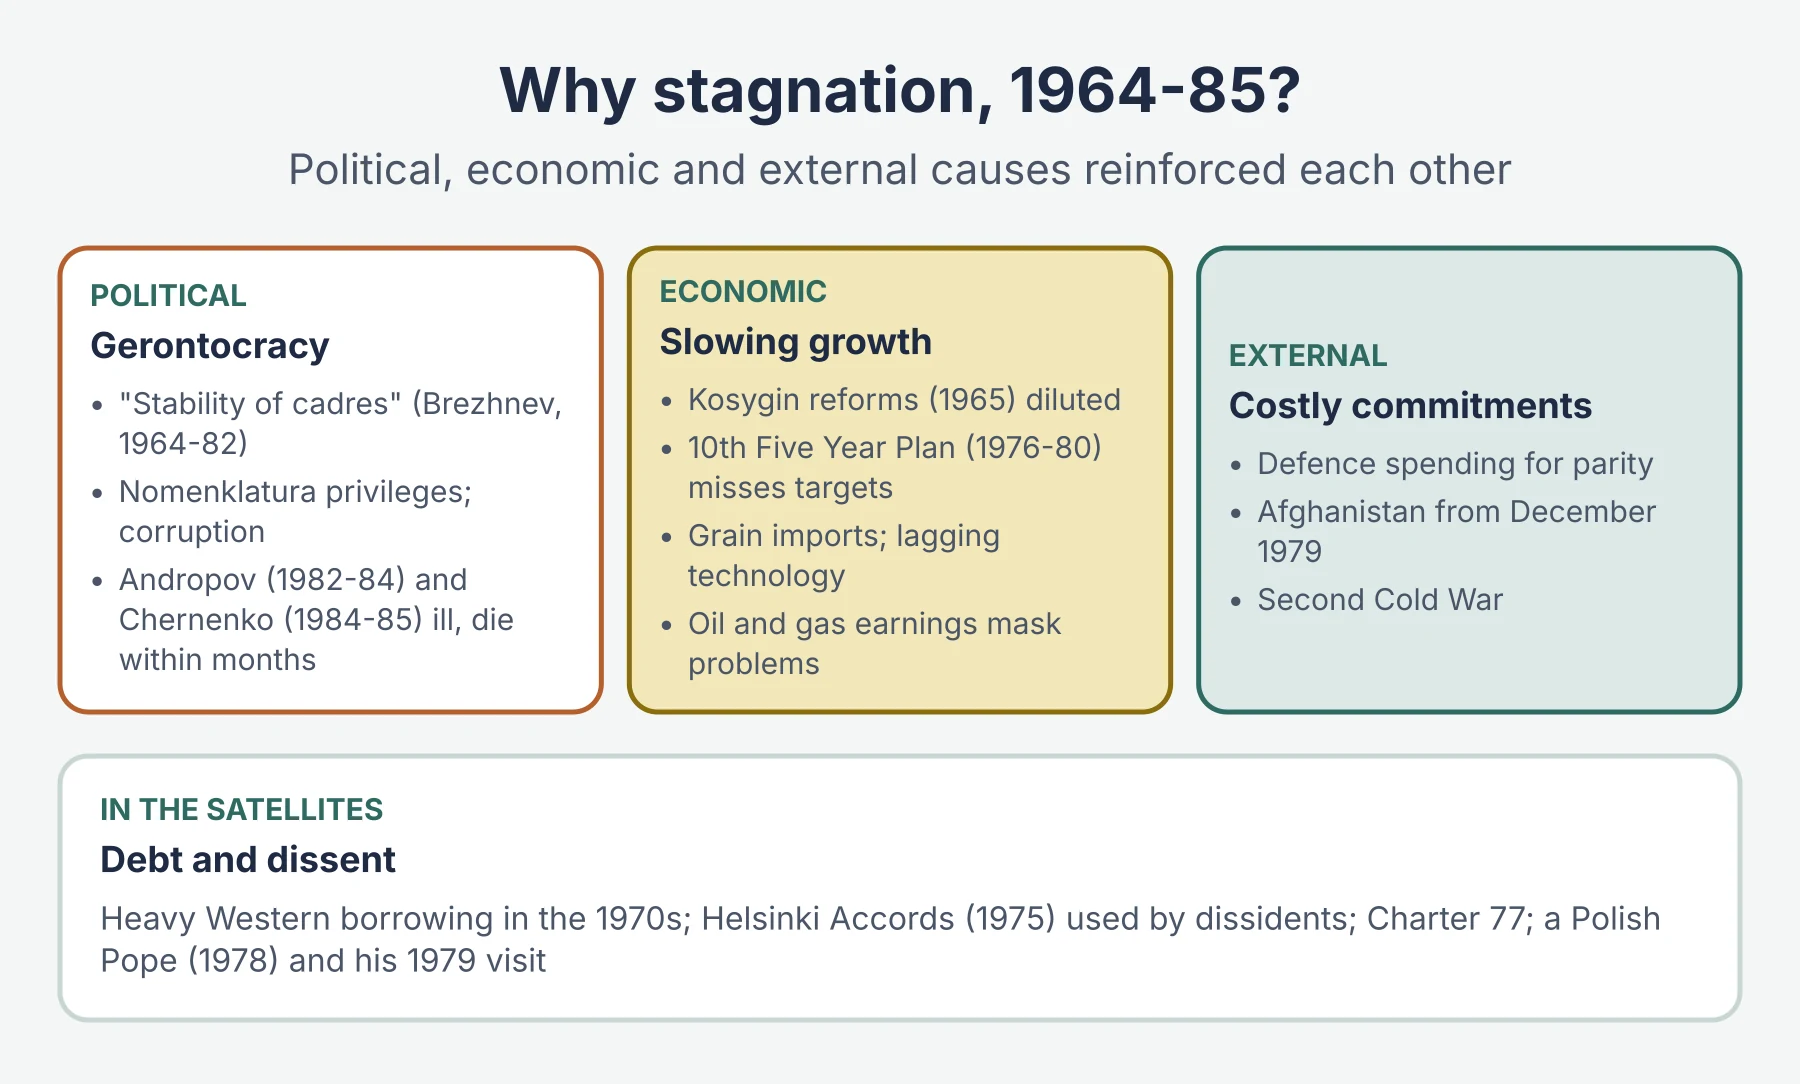 Why stagnation, 1964-85?
Political, economic and external causes reinforced each other
POLITICAL
Gerontocracy
• "Stability of cadres" (Brezhnev,
1964-82)
• Nomenklatura privileges;
corruption
• Andropov (1982-84) and
Chernenko (1984-85) ill, die
within months
ECONOMIC
Slowing growth
• Kosygin reforms (1965) diluted
• 10th Five Year Plan (1976-80)
misses targets
• Grain imports; lagging
technology
• Oil and gas earnings mask
problems
EXTERNAL
Costly commitments
• Defence spending for parity
• Afghanistan from December
1979
• Second Cold War
IN THE SATELLITES
Debt and dissent
Heavy Western borrowing in the 1970s; Helsinki Accords (1975) used by dissidents; Charter 77; a Polish
Pope (1978) and his 1979 visit